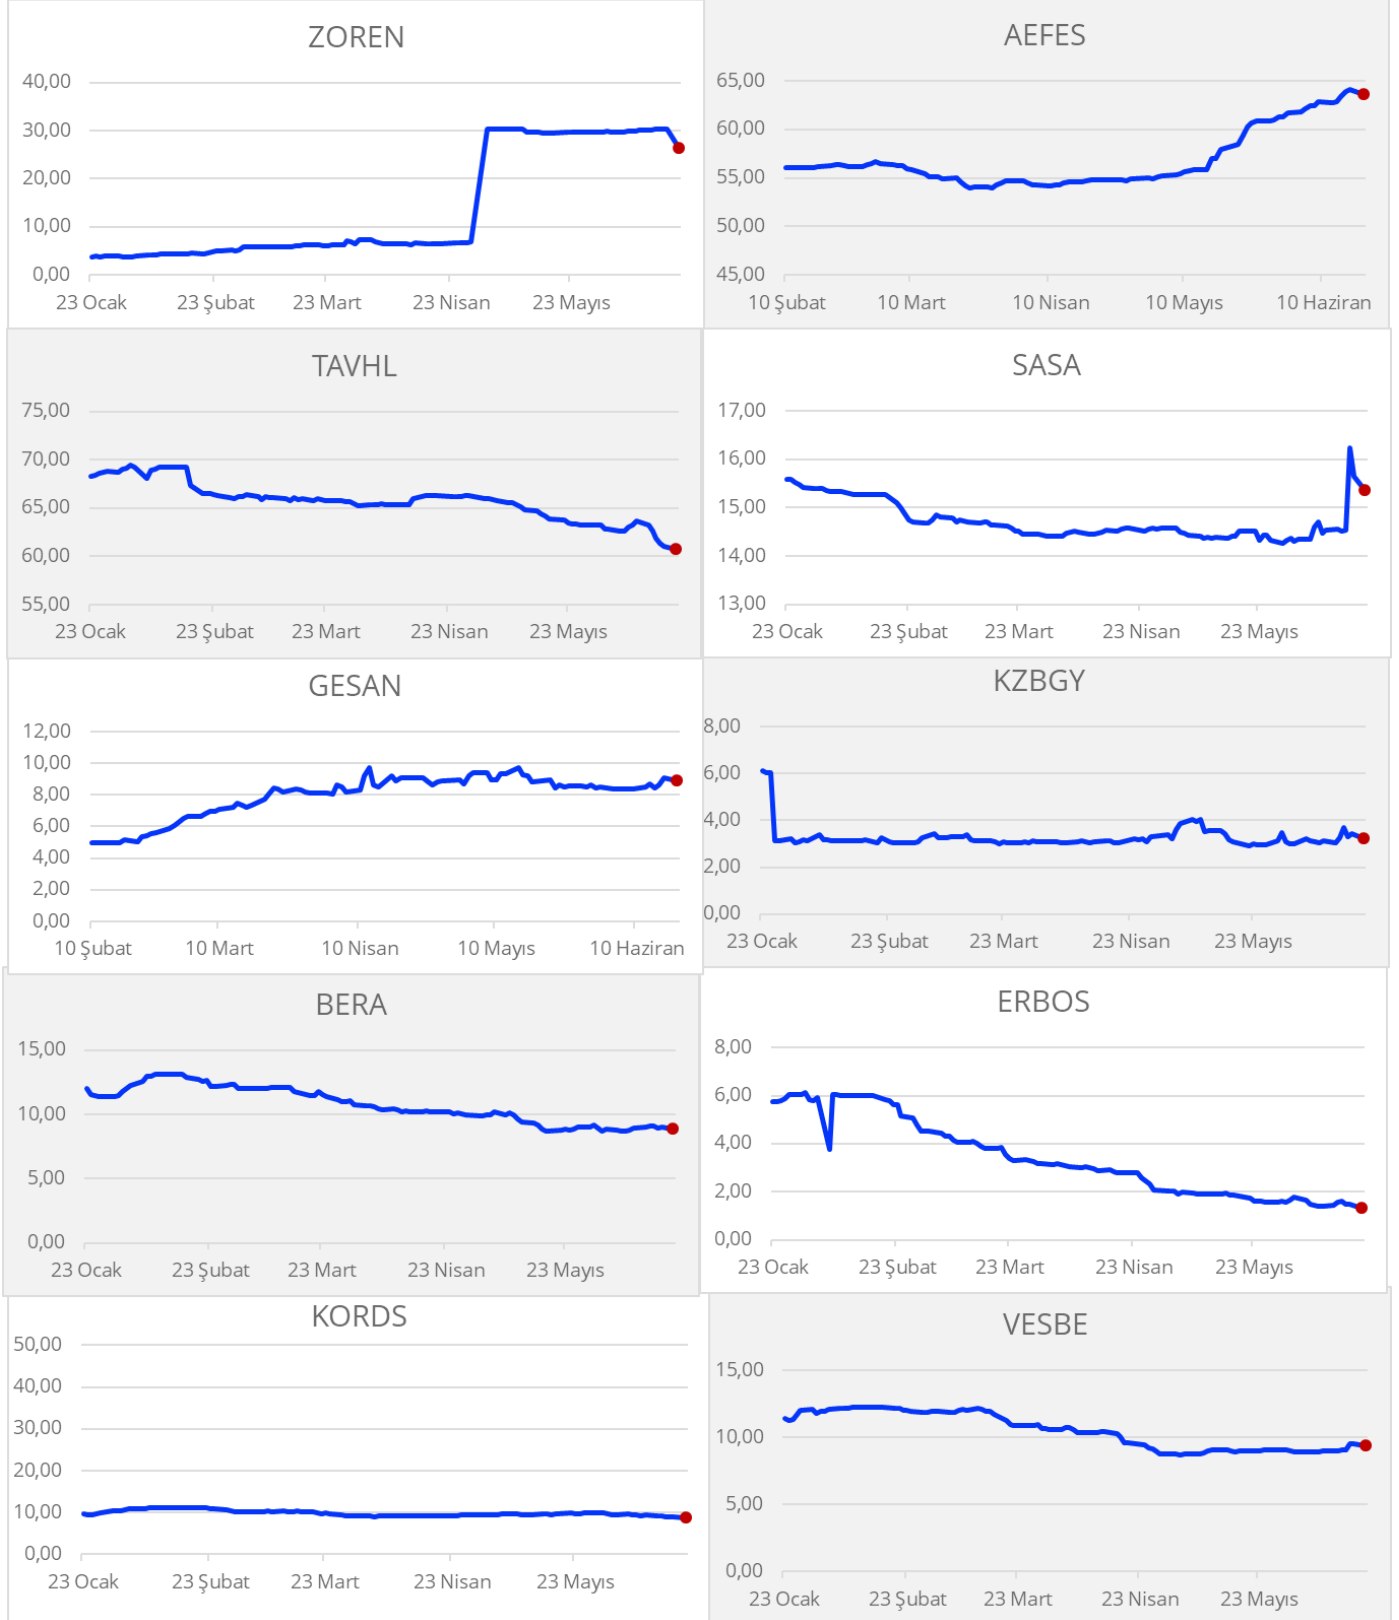 ZOREN
40,00
30,00
20,00
10,00
0,00
23 Ocak 23 Şubat 23 Mart 23 Nisan 23 Mayıs
AEFES
65,00
60,00
55,00
50,00
45,00
10 Şubat 10 Mart 10 Nisan 10 Mayıs 10 Haziran
TAVHL
75,00
70,00
65,00
60,00
55,00
23 Ocak 23 Şubat 23 Mart 23 Nisan 23 Mayıs
SASA
17,00
16,00
15,00
14,00
13,00
23 Ocak 23 Şubat 23 Mart 23 Nisan 23 Mayıs
GESAN
12,00
10,00
8,00
6,00
4,00
2,00
0,00
10 Şubat 10 Mart 10 Nisan 10 Mayıs 10 Haziran
KZBGY
8,00
6,00
4,00
2,00
0,00
23 Ocak 23 Şubat 23 Mart 23 Nisan 23 Mayıs
BERA
15,00
10,00
5,00
0,00
23 Ocak 23 Şubat 23 Mart 23 Nisan 23 Mayıs
ERBOS
8,00
6,00
4,00
2,00
0,00
23 Ocak 23 Şubat 23 Mart 23 Nisan 23 Mayıs
KORDS
50,00
40,00
30,00
20,00
10,00
0,00
23 Ocak 23 Şubat 23 Mart 23 Nisan 23 Mayıs
VESBE
15,00
10,00
5,00
0,00
23 Ocak 23 Şubat 23 Mart 23 Nisan 23 Mayıs